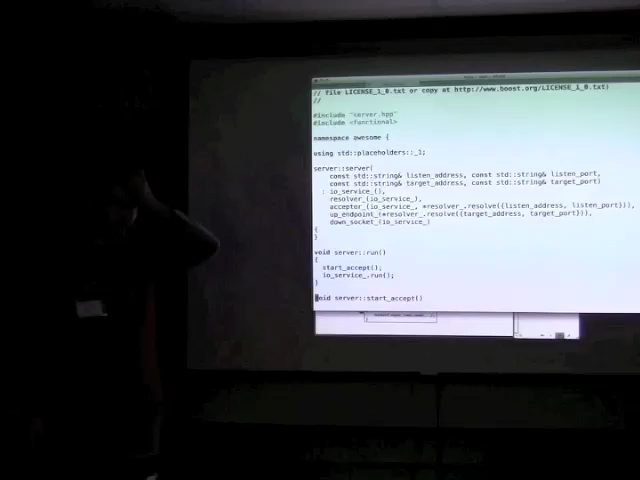 // file LICENSE_1_0.txt or copy at http://www.boost.org/LICENSE_1_0.txt)
//
#include "server.hpp"
#include <functional>
namespace awesome {
using std::placeholders::_1;
server::server(
const std::string& listen_address, const std::string& listen_port,
const std::string& target_address, const std::string& target_port)
: io_service_(),
resolver_(io_service_),
acceptor_(io_service_, *resolver_.resolve({listen_address, listen_port})),
up_endpoint_(*resolver_.resolve({target_address, target_port})),
down_socket_(io_service_)
{
}
void server::run()
{
start_accept();
io_service_.run();
}
void server::start_accept()